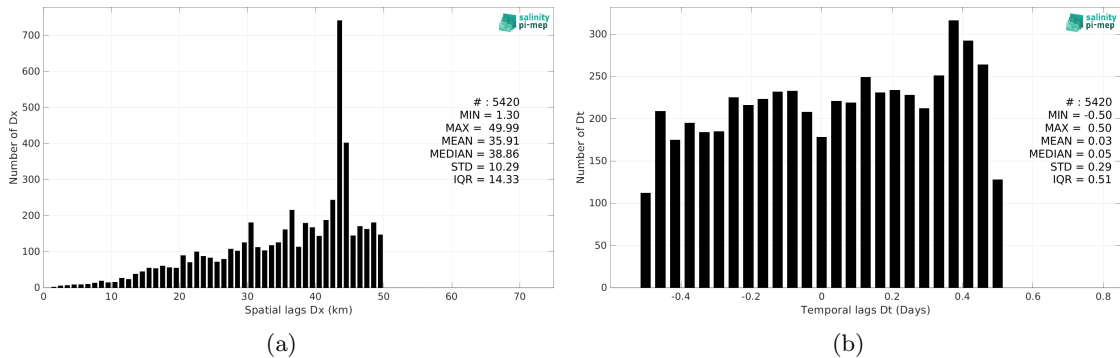 salinity
pi-mep
700
600
500
400
300
200
100
0
Number of Dx
# : 5420
MIN = 1.30
MAX = 49.99
MEAN = 35.91
MEDIAN = 38.86
STD = 10.29
IQR = 14.33
0 10 20 30 40 50 60 70
Spatial lags Dx (km)
(a)
salinity
pi-mep
300
250
200
150
100
50
0
Number of Dt
# : 5420
MIN = -0.50
MAX = 0.50
MEAN = 0.03
MEDIAN = 0.05
STD = 0.29
IQR = 0.51
-0.4 -0.2 0 0.2 0.4 0.6 0.8
Temporal lags Dt (Days)
(b)